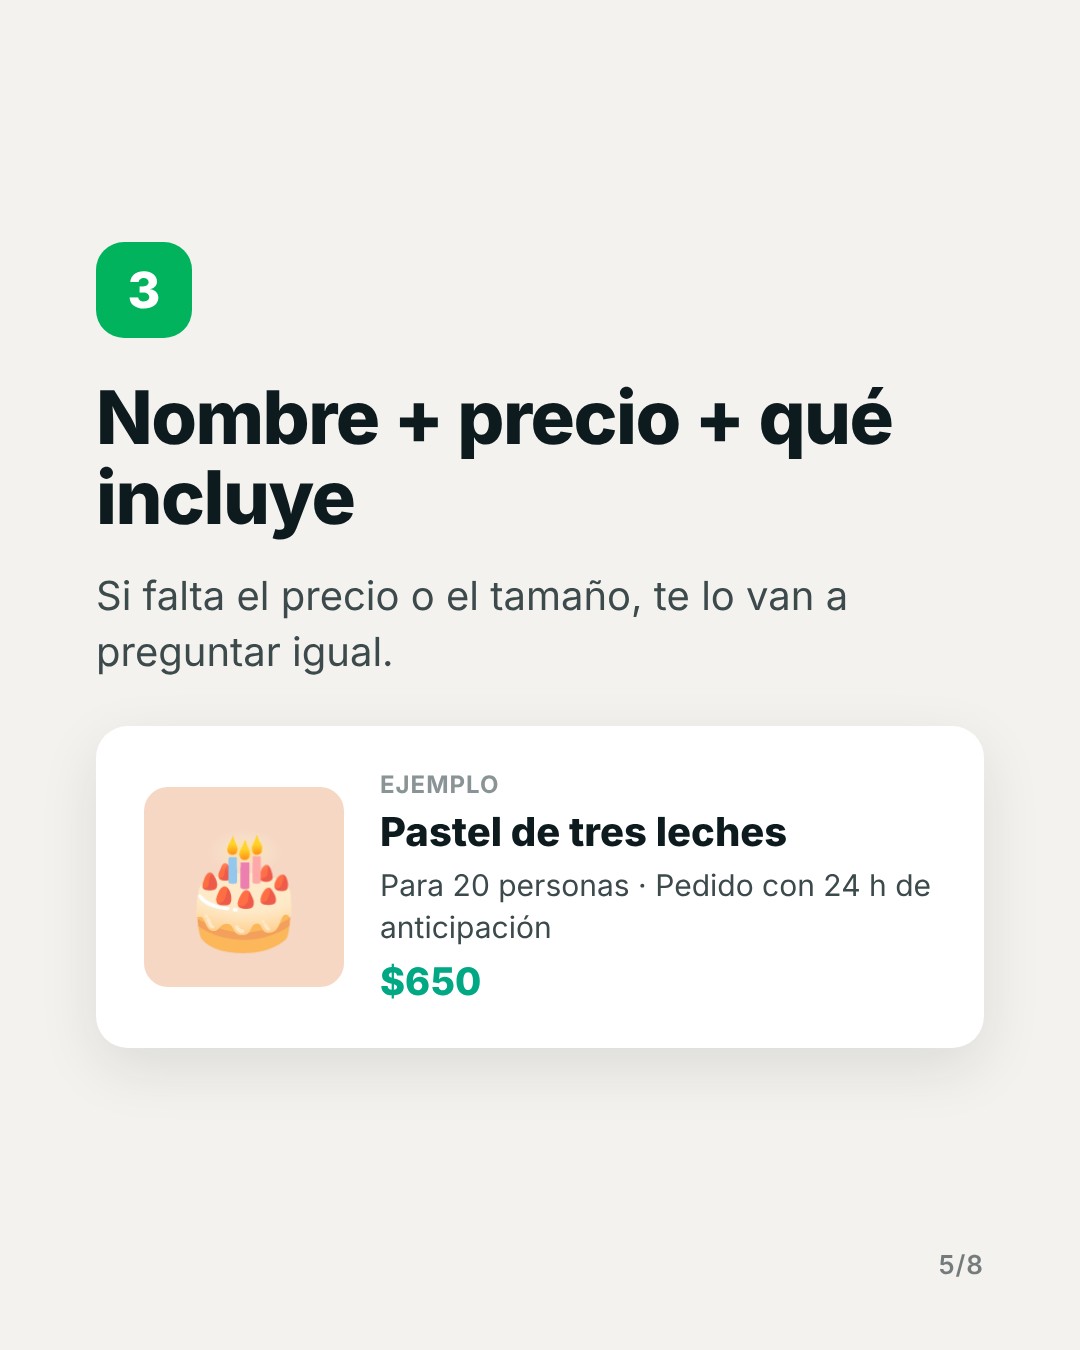 3
Nombre + precio + qué
incluye
Si falta el precio o el tamaño, te lo van a
preguntar igual.
EJEMPLO
Pastel de tres leches
Para 20 personas · Pedido con 24 h de
anticipación
$650
5/8